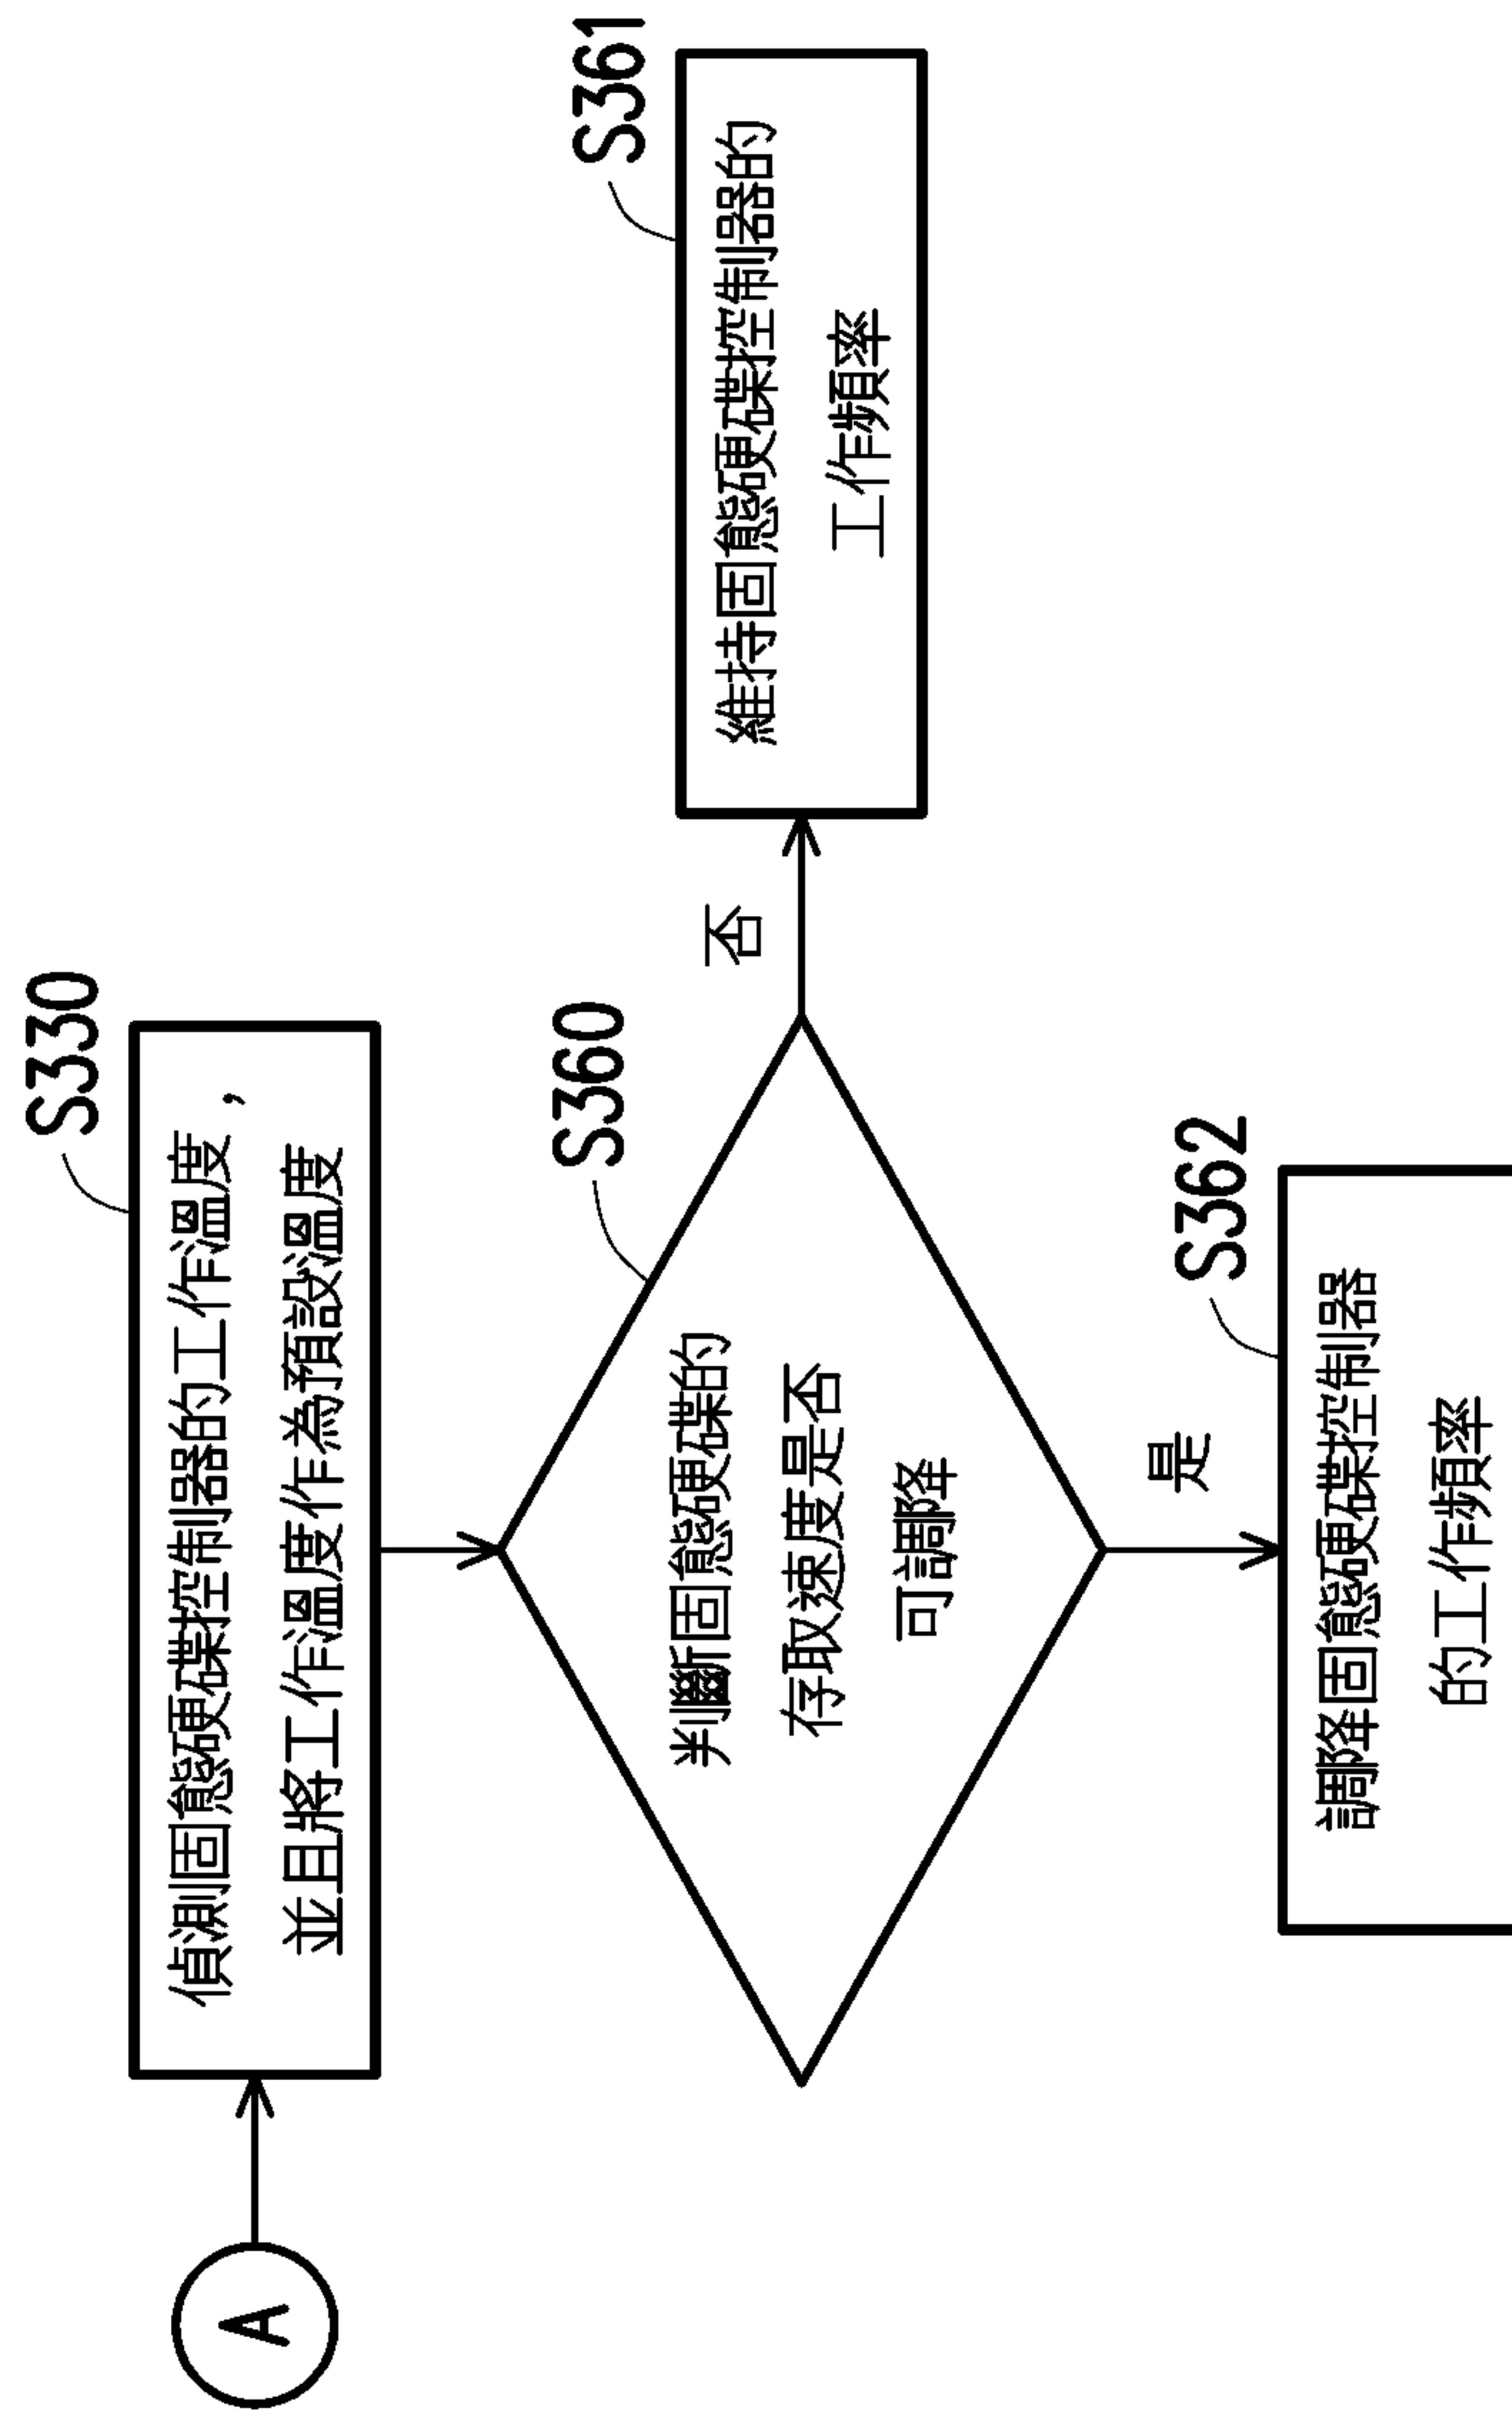 A
S330
偵測固態硬碟控制器的工作溫度，
並且將工作溫度作為預設溫度
S360
判斷固態硬碟的
存取速度是否
可調降
否
S361
維持固態硬碟控制器的
工作頻率
是
S362
調降固態硬碟控制器
的工作頻率